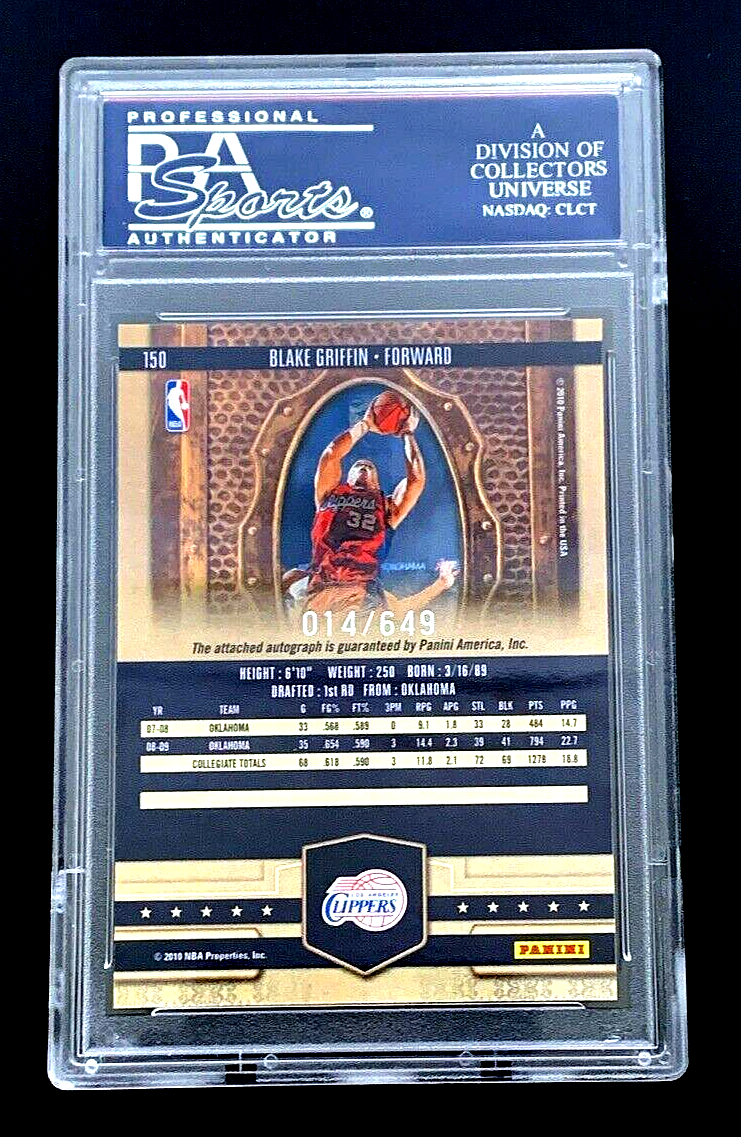 PROFESSIONAL
PSA
Sports®
AUTHENTICATOR
A
DIVISION OF
COLLECTORS
UNIVERSE
NASDAQ: CLCT
150
BLAKE GRIFFIN • FORWARD
NBA
© 2010 Panini America, Inc. Printed in the USA
Clippers
32
YOKOHAMA
014/649
The attached autograph is guaranteed by Panini America, Inc.
HEIGHT : 6'10" WEIGHT : 250 BORN : 3/16/89
DRAFTED : 1st RD FROM : OKLAHOMA
YR TEAM G FG% FT% 3PM RPG APG STL BLK PTS PPG
07-08 OKLAHOMA 33 .568 .589 0 9.1 1.8 33 28 484 14.7
08-09 OKLAHOMA 35 .654 .590 3 14.4 2.3 39 41 794 22.7
COLLEGIATE TOTALS 68 .618 .590 3 11.8 2.1 72 69 1278 18.8
LOS ANGELES
CLIPPERS
© 2010 NBA Properties, Inc.
PANINI